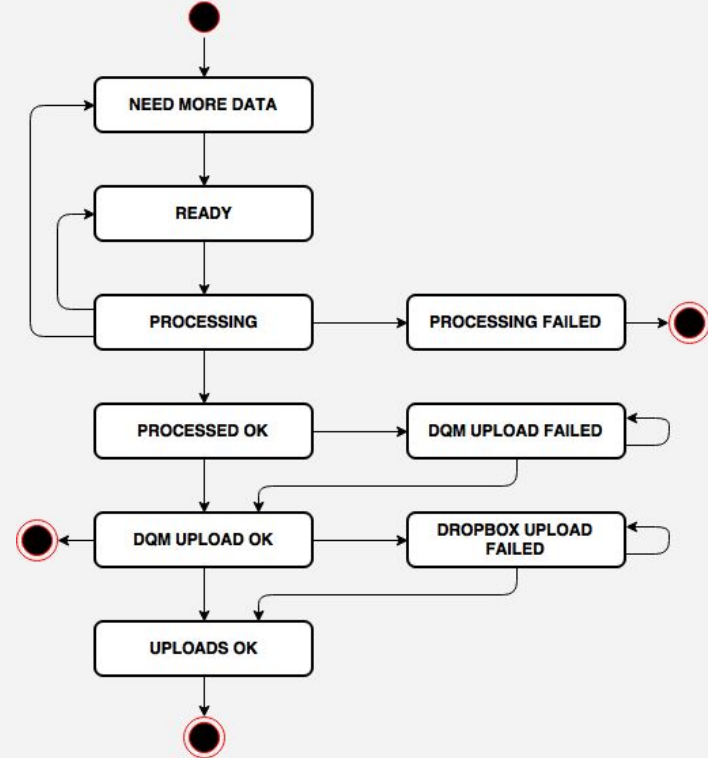 NEED MORE DATA
READY
PROCESSING
PROCESSING FAILED
PROCESSED OK
DQM UPLOAD FAILED
DQM UPLOAD OK
DROPBOX UPLOAD
FAILED
UPLOADS OK